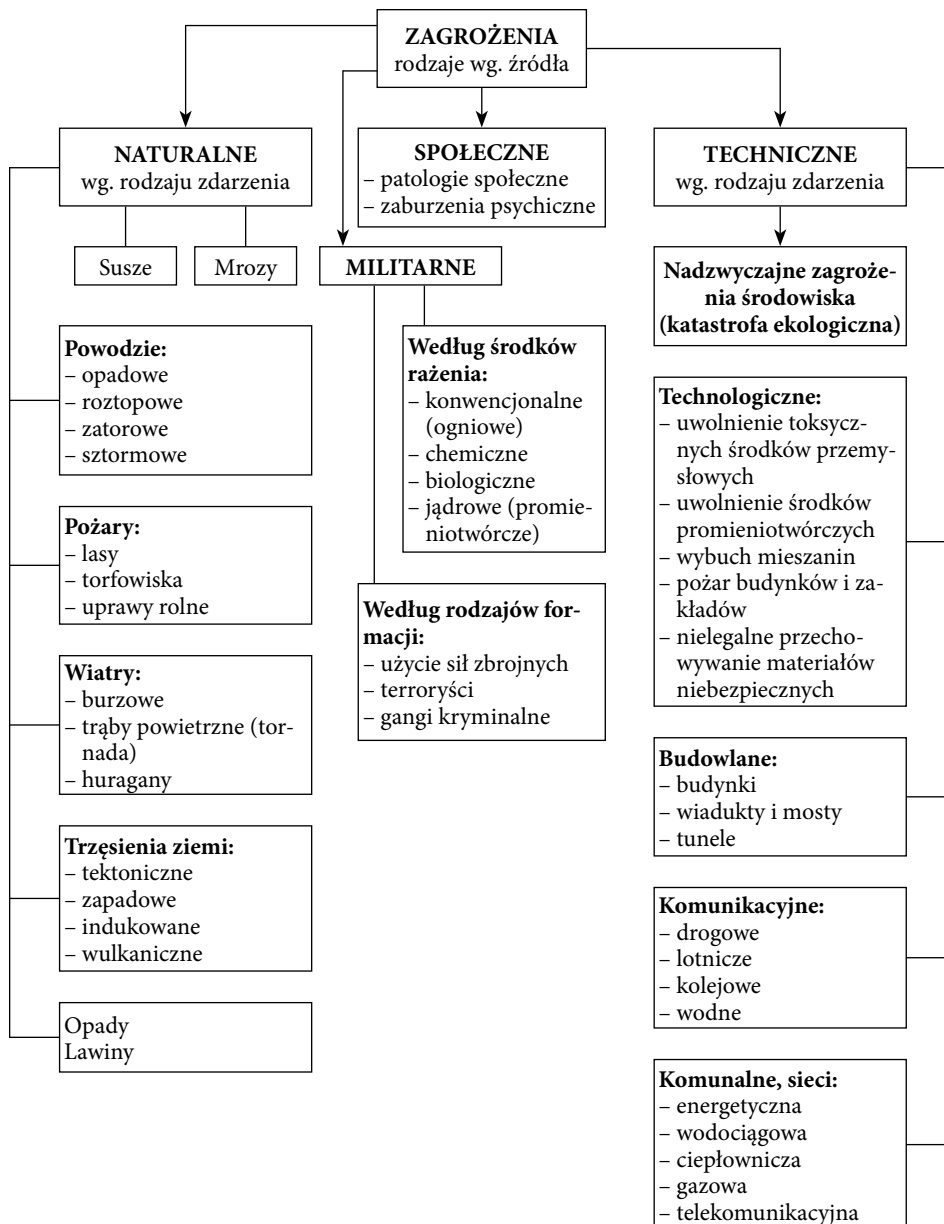 ZAGROŻENIA
rodzaje wg. źródła
NATURALNE
wg. rodzaju zdarzenia
SPOŁECZNE
– patologie społeczne
– zaburzenia psychiczne
TECHNICZNE
wg. rodzaju zdarzenia
Susze
Mrozy
MILITARNE
Nadzwyczajne zagroże-
nia środowiska
(katastrofa ekologiczna)
Powodzie:
– opadowe
– roztopowe
– zatorowe
– sztormowe
Pożary:
– lasy
– torfowiska
– uprawy rolne
Wiatry:
– burzowe
– trąby powietrzne (tor-
nada)
– huragany
Trzęsienia ziemi:
– tektoniczne
– zapadowe
– indukowane
– wulkaniczne
Opady
Lawiny
Według środków
rażenia:
– konwencjonalne
(ogniowe)
– chemiczne
– biologiczne
– jądrowe (promie-
niotwórcze)
Według rodzajów for-
macji:
– użycie sił zbrojnych
– terroryści
– gangi kryminalne
Technologiczne:
– uwolnienie toksycz-
nych środków przemy-
słowych
– uwolnienie środków
promieniotwórczych
– wybuch mieszanin
– pożar budynków i za-
kładów
– nielegalne przecho-
wywanie materiałów
niebezpiecznych
Budowlane:
– budynki
– wiadukty i mosty
– tunele
Komunikacyjne:
– drogowe
– lotnicze
– kolejowe
– wodne
Komunalne, sieci:
– energetyczna
– wodociągowa
– ciepłownicza
– gazowa
– telekomunikacyjna